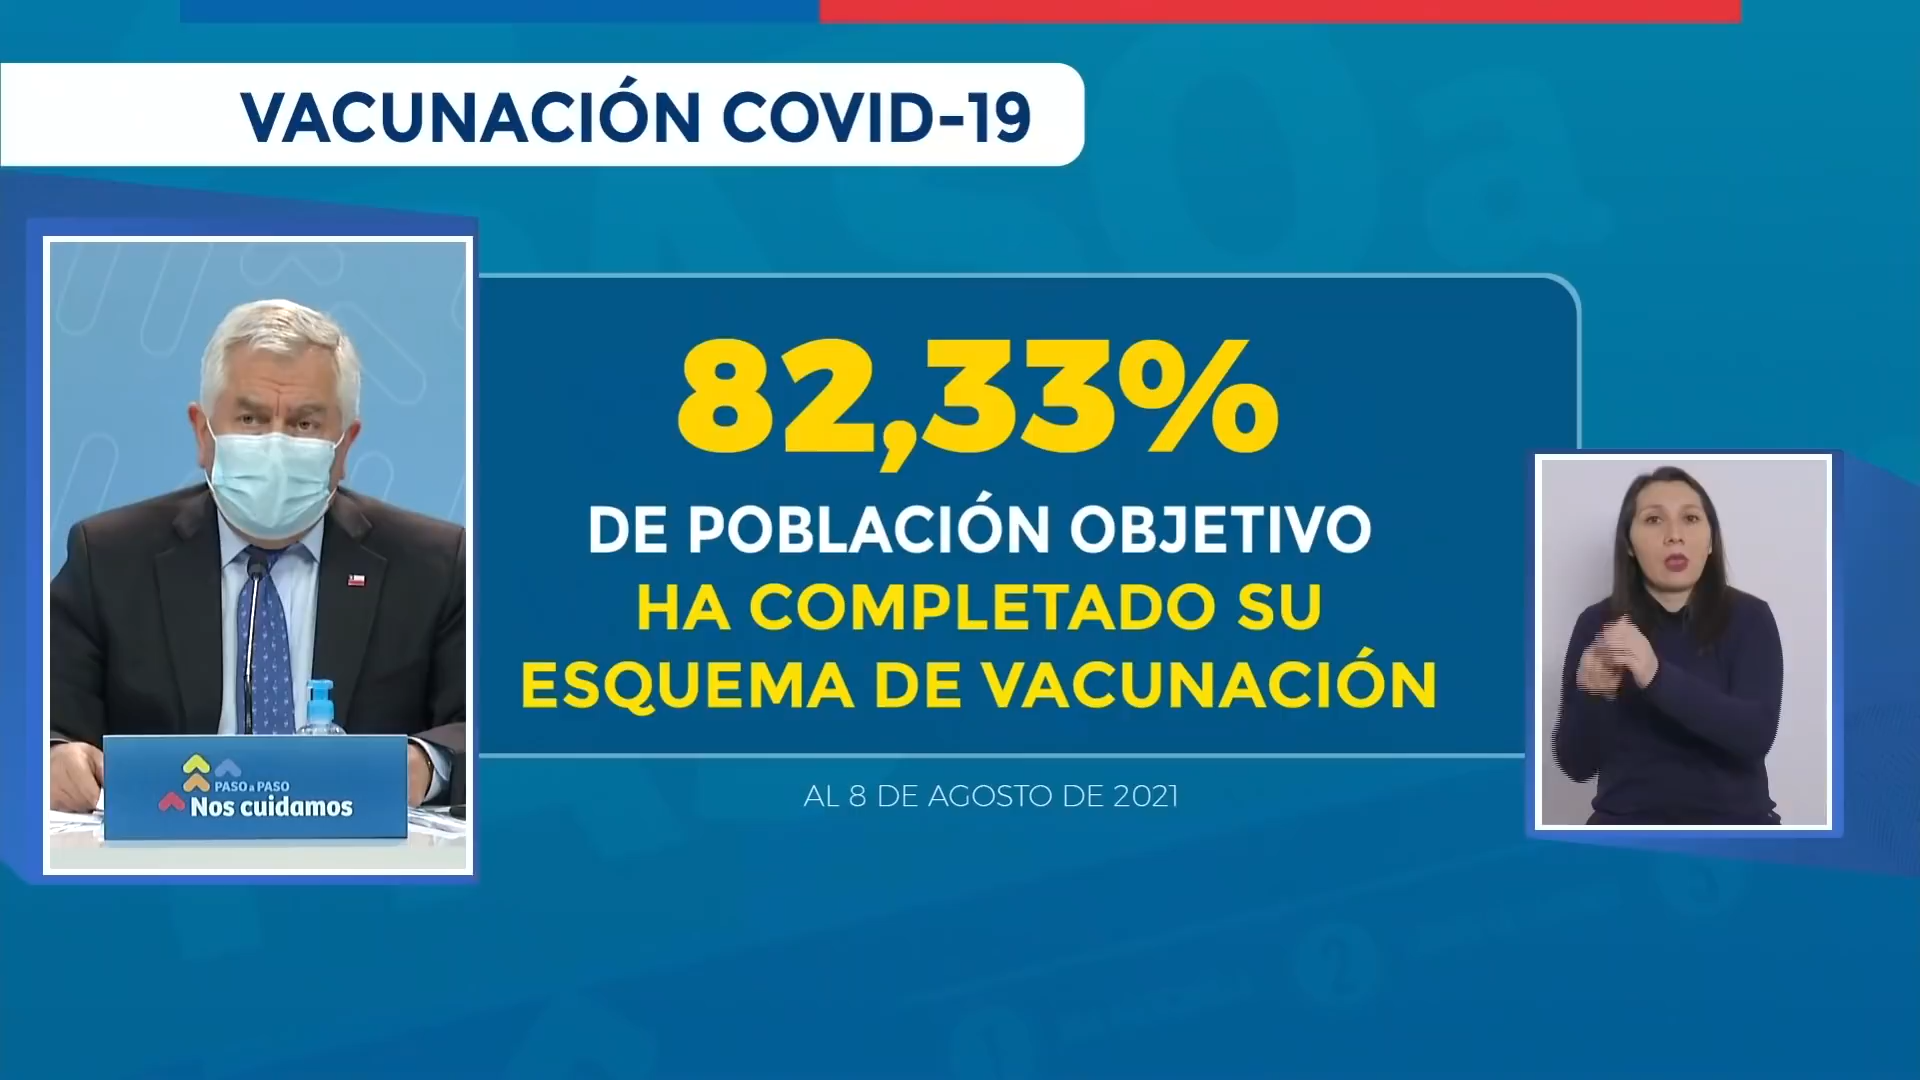 VACUNACIÓN COVID-19
82,33%
DE POBLACIÓN OBJETIVO
HA COMPLETADO SU
ESQUEMA DE VACUNACIÓN
AL 8 DE AGOSTO DE 2021
PASO a PASO
Nos cuidamos